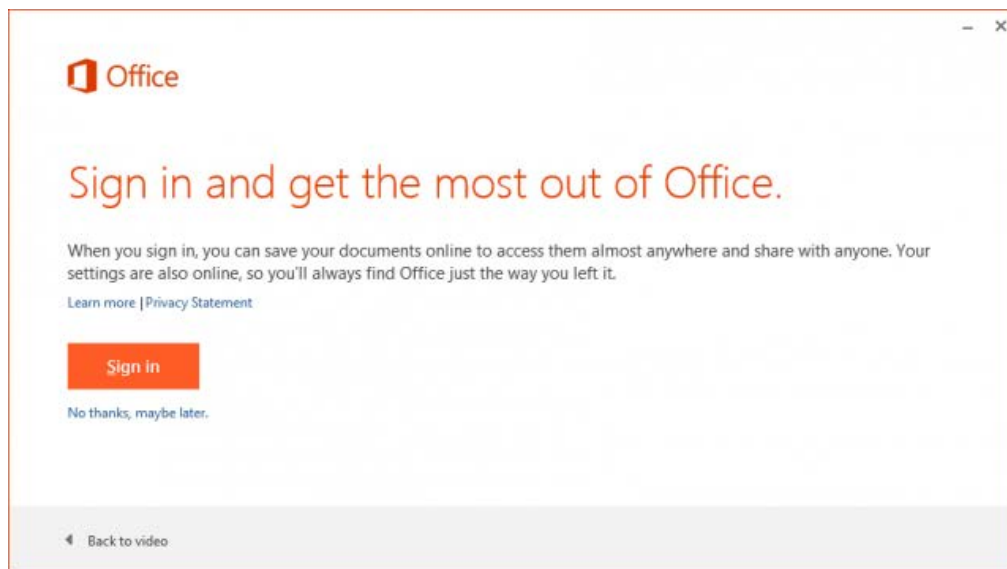 Office
Sign in and get the most out of Office.
When you sign in, you can save your documents online to access them almost anywhere and share with anyone. Your
settings are also online, so you'll always find Office just the way you left it.
Learn more | Privacy Statement
Sign in
No thanks, maybe later.
Back to video